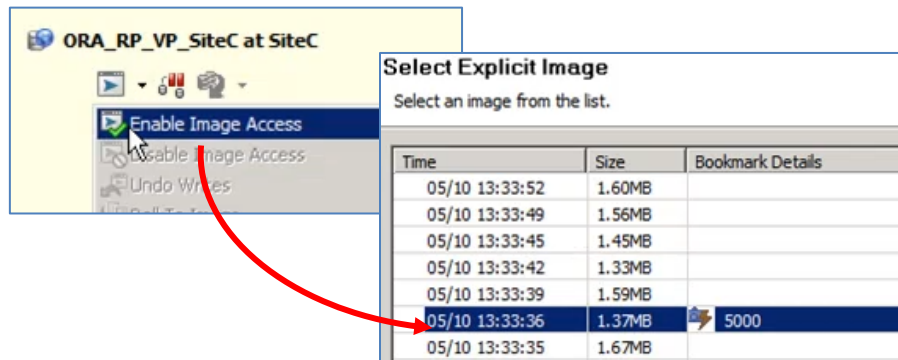 ORA_RP_VP_SiteC at SiteC
Enable Image Access
Disable Image Access
Undo Writes
Select Explicit Image
Select an image from the list.
Time Size Bookmark Details
05/10 13:33:52 1.60MB
05/10 13:33:49 1.56MB
05/10 13:33:45 1.45MB
05/10 13:33:42 1.33MB
05/10 13:33:39 1.59MB
05/10 13:33:36 1.37MB 5000
05/10 13:33:35 1.67MB